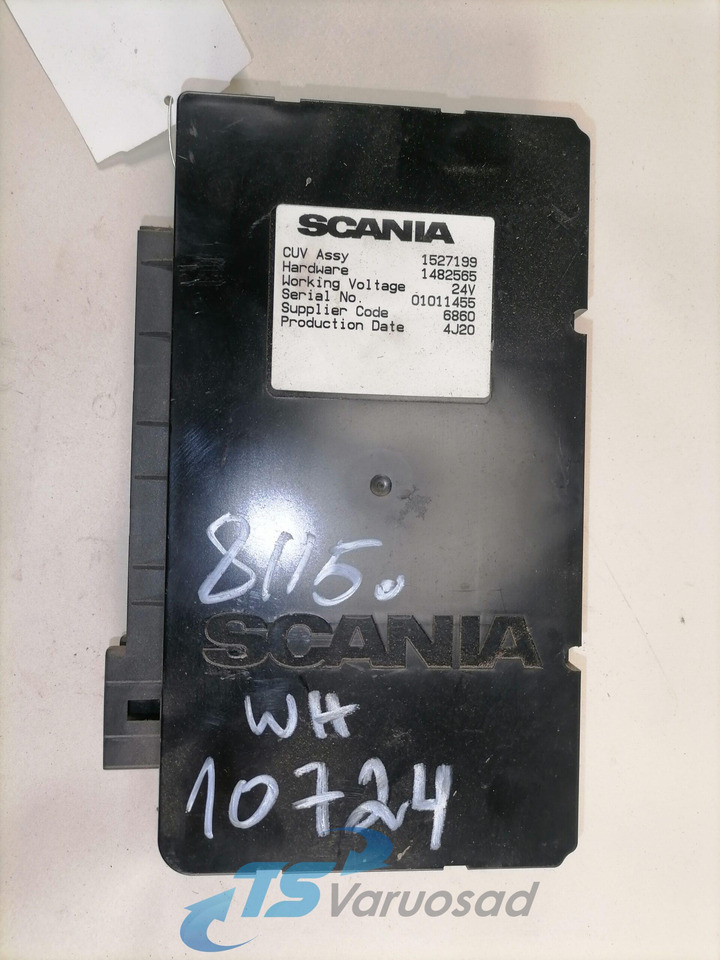 SCANIA
CUV Assy 1527199
Hardware 1482565
Working Voltage 24V
Serial No. 01011455
Supplier Code 6860
Production Date 4J20
8115.
SCANIA
WH
10724
TS Varuosad